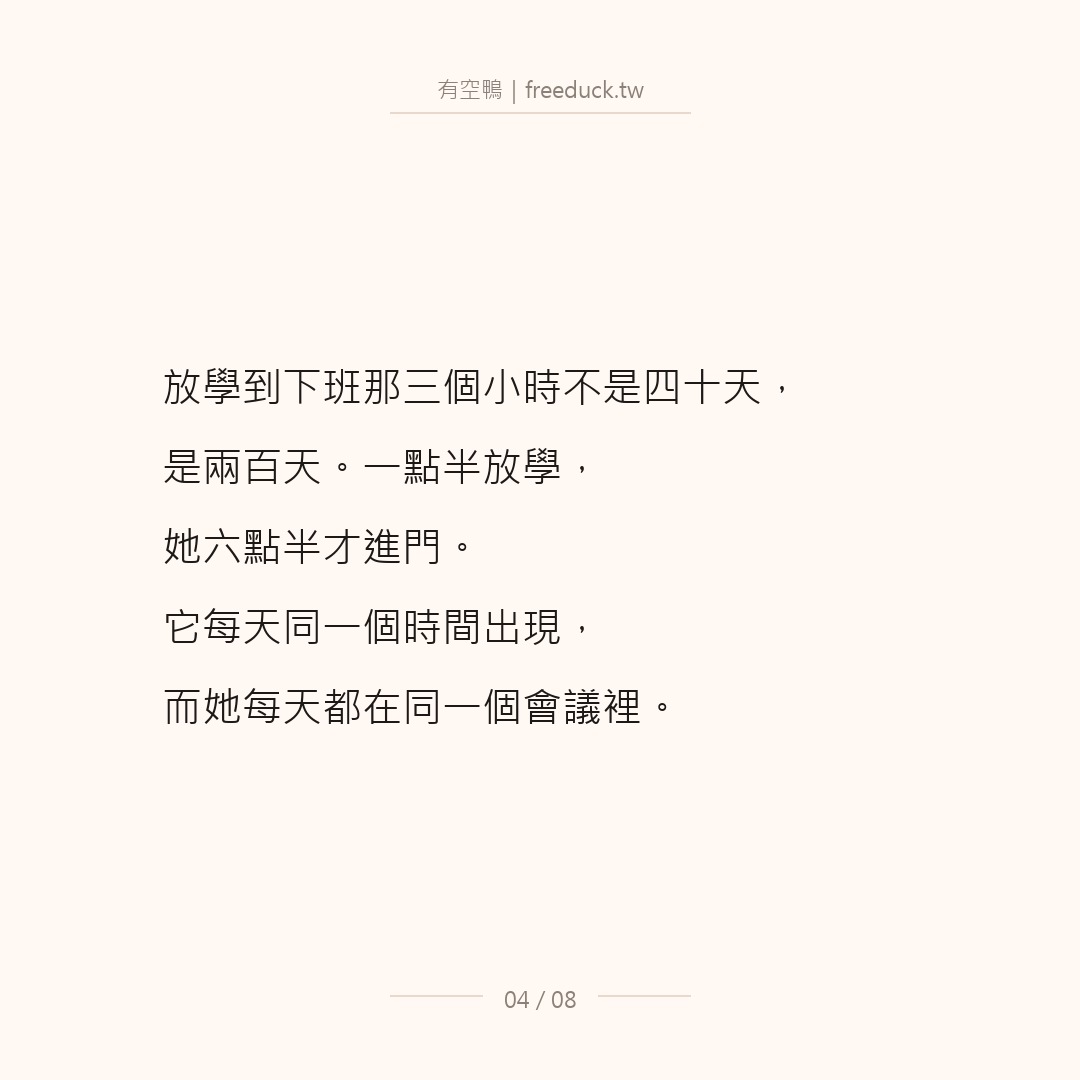 有空鴨 | freeduck.tw
放學到下班那三個小時不是四十天，
是兩百天。一點半放學，
她六點半才進門。
它每天同一個時間出現，
而她每天都在同一個會議裡。
04 / 08